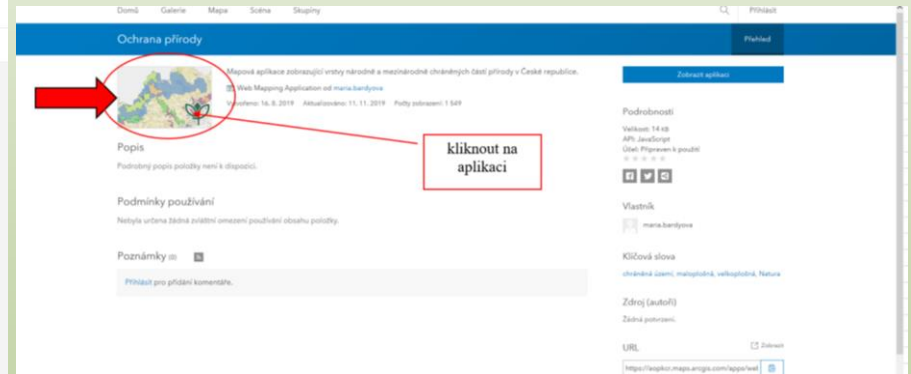 Domů Galerie Mapa Scéna Skupiny Přihlásit
Ochrana přírody Přehled
Mapová aplikace zobrazující vrstvy národně a mezinárodně chráněných částí přírody v České republice.
Web Mapping Application od maria.bardyova
Vytvořeno: 16. 8. 2019 Aktualizováno: 11. 11. 2019 Počty zobrazení: 1 549
Zobrazit aplikaci
kliknout na
aplikaci
Popis
Podrobný popis položky není k dispozici.
Podmínky používání
Nebyla určena žádná zvláštní omezení používání obsahu položky.
Poznámky (0)
Přihlásit pro přidání komentáře.
Podrobnosti
Velikost: 14 KB
API: JavaScript
Účel: Připraven k použití
Vlastník
maria.bardyova
Klíčová slova
chráněná území, maloplošná, velkoplošná, Natura
Zdroj (autoři)
Žádná potvrzení.
URL Zobrazit
https://aopkcr.maps.arcgis.com/apps/wel